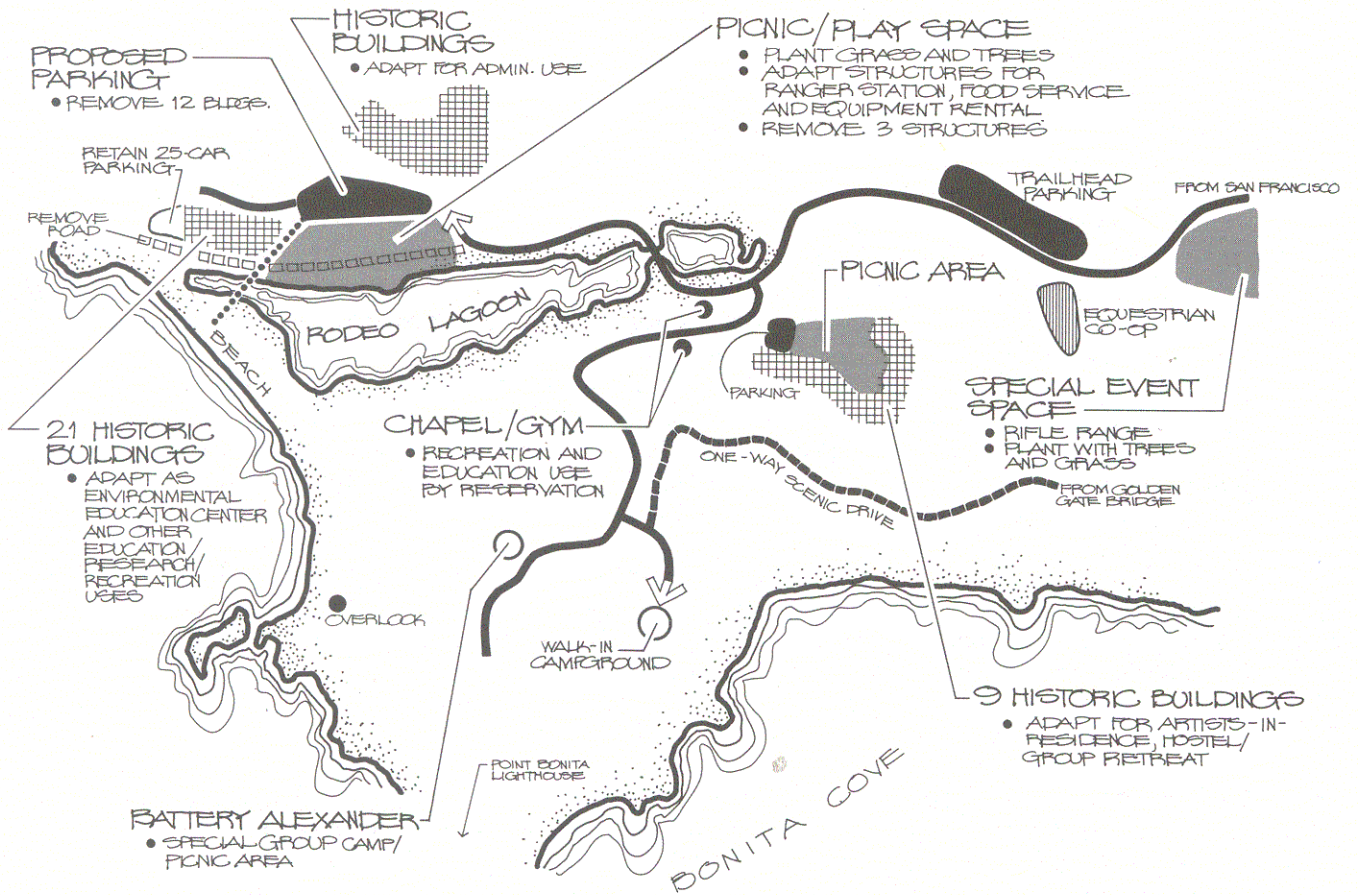 HISTORIC
BUILDINGS
• ADAPT FOR ADMIN. USE
PROPOSED
PARKING
• REMOVE 12 BLDGS.
PICNIC/PLAY SPACE
• PLANT GRASS AND TREES
• ADAPT STRUCTURES FOR
RANGER STATION, FOOD SERVICE
AND EQUIPMENT RENTAL
• REMOVE 3 STRUCTURES
RETAIN 25-CAR
PARKING
REMOVE
ROAD
TRAILHEAD
PARKING
FROM SAN FRANCISCO
PICNIC AREA
RODEO LAGOON
BEACH
EQUESTRIAN
CO-OP
PARKING
SPECIAL EVENT
SPACE
• RIFLE RANGE
• PLANT WITH TREES
AND GRASS
21 HISTORIC
BUILDINGS
• ADAPT AS
ENVIRONMENTAL
EDUCATION CENTER
AND OTHER
EDUCATION/
RESEARCH/
RECREATION
USES
CHAPEL/GYM
• RECREATION AND
EDUCATION USE
BY RESERVATION
ONE-WAY SCENIC DRIVE
FROM GOLDEN
GATE BRIDGE
OVERLOOK
WALK-IN
CAMPGROUND
9 HISTORIC BUILDINGS
• ADAPT FOR ARTISTS-IN-
RESIDENCE, HOSTEL/
GROUP RETREAT
POINT BONITA
LIGHTHOUSE
BATTERY ALEXANDER
• SPECIAL GROUP CAMP/
PICNIC AREA
BONITA COVE